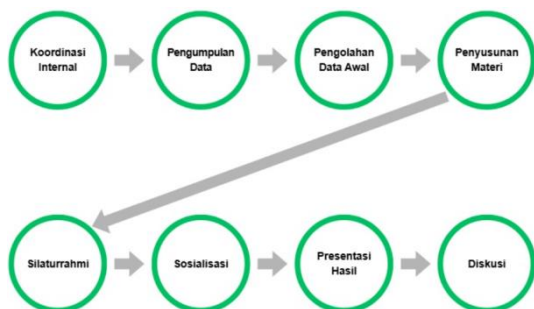 Koordinasi
Internal
Pengumpulan
Data
Pengolahan
Data Awal
Penyusunan
Materi
Silaturrahmi
Sosialisasi
Presentasi
Hasil
Diskusi